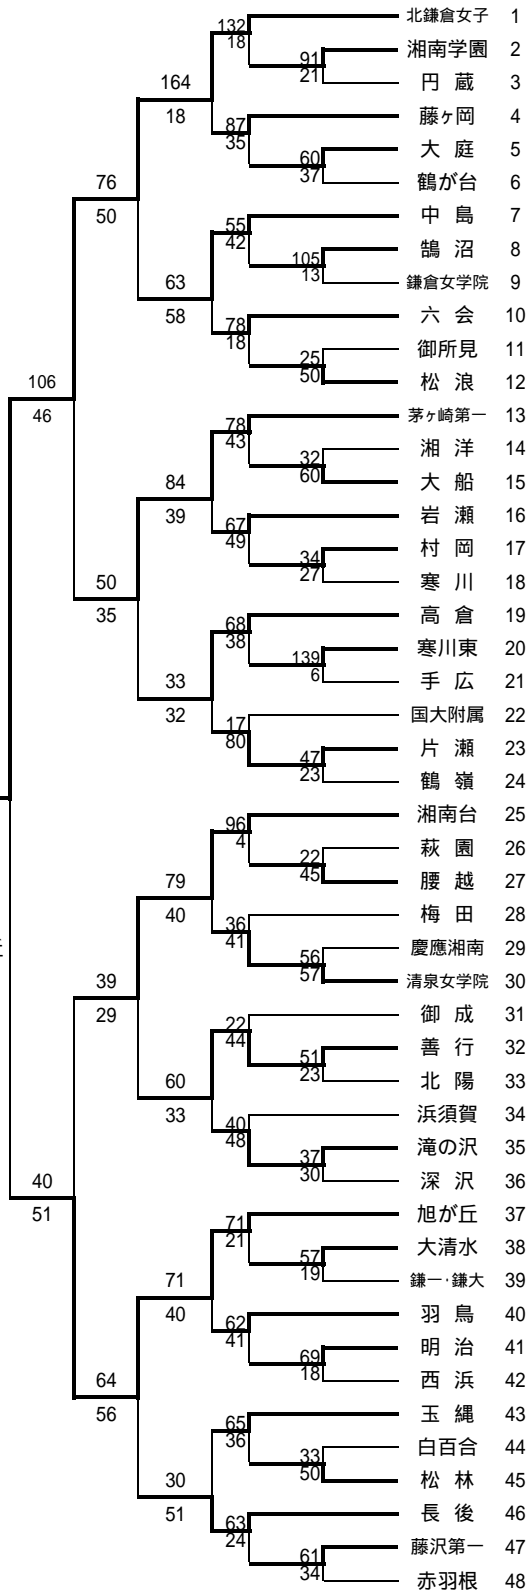 北鎌倉女子 1
132
18
湘南学園 2
91
21
円 蔵 3
164
18
藤ヶ岡 4
87
35
大 庭 5
60
37
鶴が台 6
76
50
中 島 7
55
42
鵠 沼 8
105
13
鎌倉女学院 9
63
58
六 会 10
78
18
御所見 11
25
50
松 浪 12
106
46
茅ヶ崎第一 13
78
43
湘 洋 14
32
60
大 船 15
84
39
岩 瀬 16
67
49
村 岡 17
34
27
寒 川 18
50
35
高 倉 19
68
38
寒川東 20
139
6
手 広 21
33
32
国大附属 22
17
80
片 瀬 23
47
23
鶴 嶺 24
湘南台 25
96
4
萩 園 26
22
45
腰 越 27
79
40
梅 田 28
36
41
慶應湘南 29
56
57
清泉女学院 30
39
29
御 成 31
22
44
善 行 32
51
23
北 陽 33
60
33
浜須賀 34
40
48
滝の沢 35
37
30
深 沢 36
40
51
旭が丘 37
71
21
大清水 38
57
19
鎌一・鎌大 39
71
40
羽 鳥 40
62
41
明 治 41
69
18
西 浜 42
64
56
玉 縄 43
65
36
白百合 44
33
50
松 林 45
30
51
長 後 46
63
24
藤沢第一 47
61
34
赤羽根 48